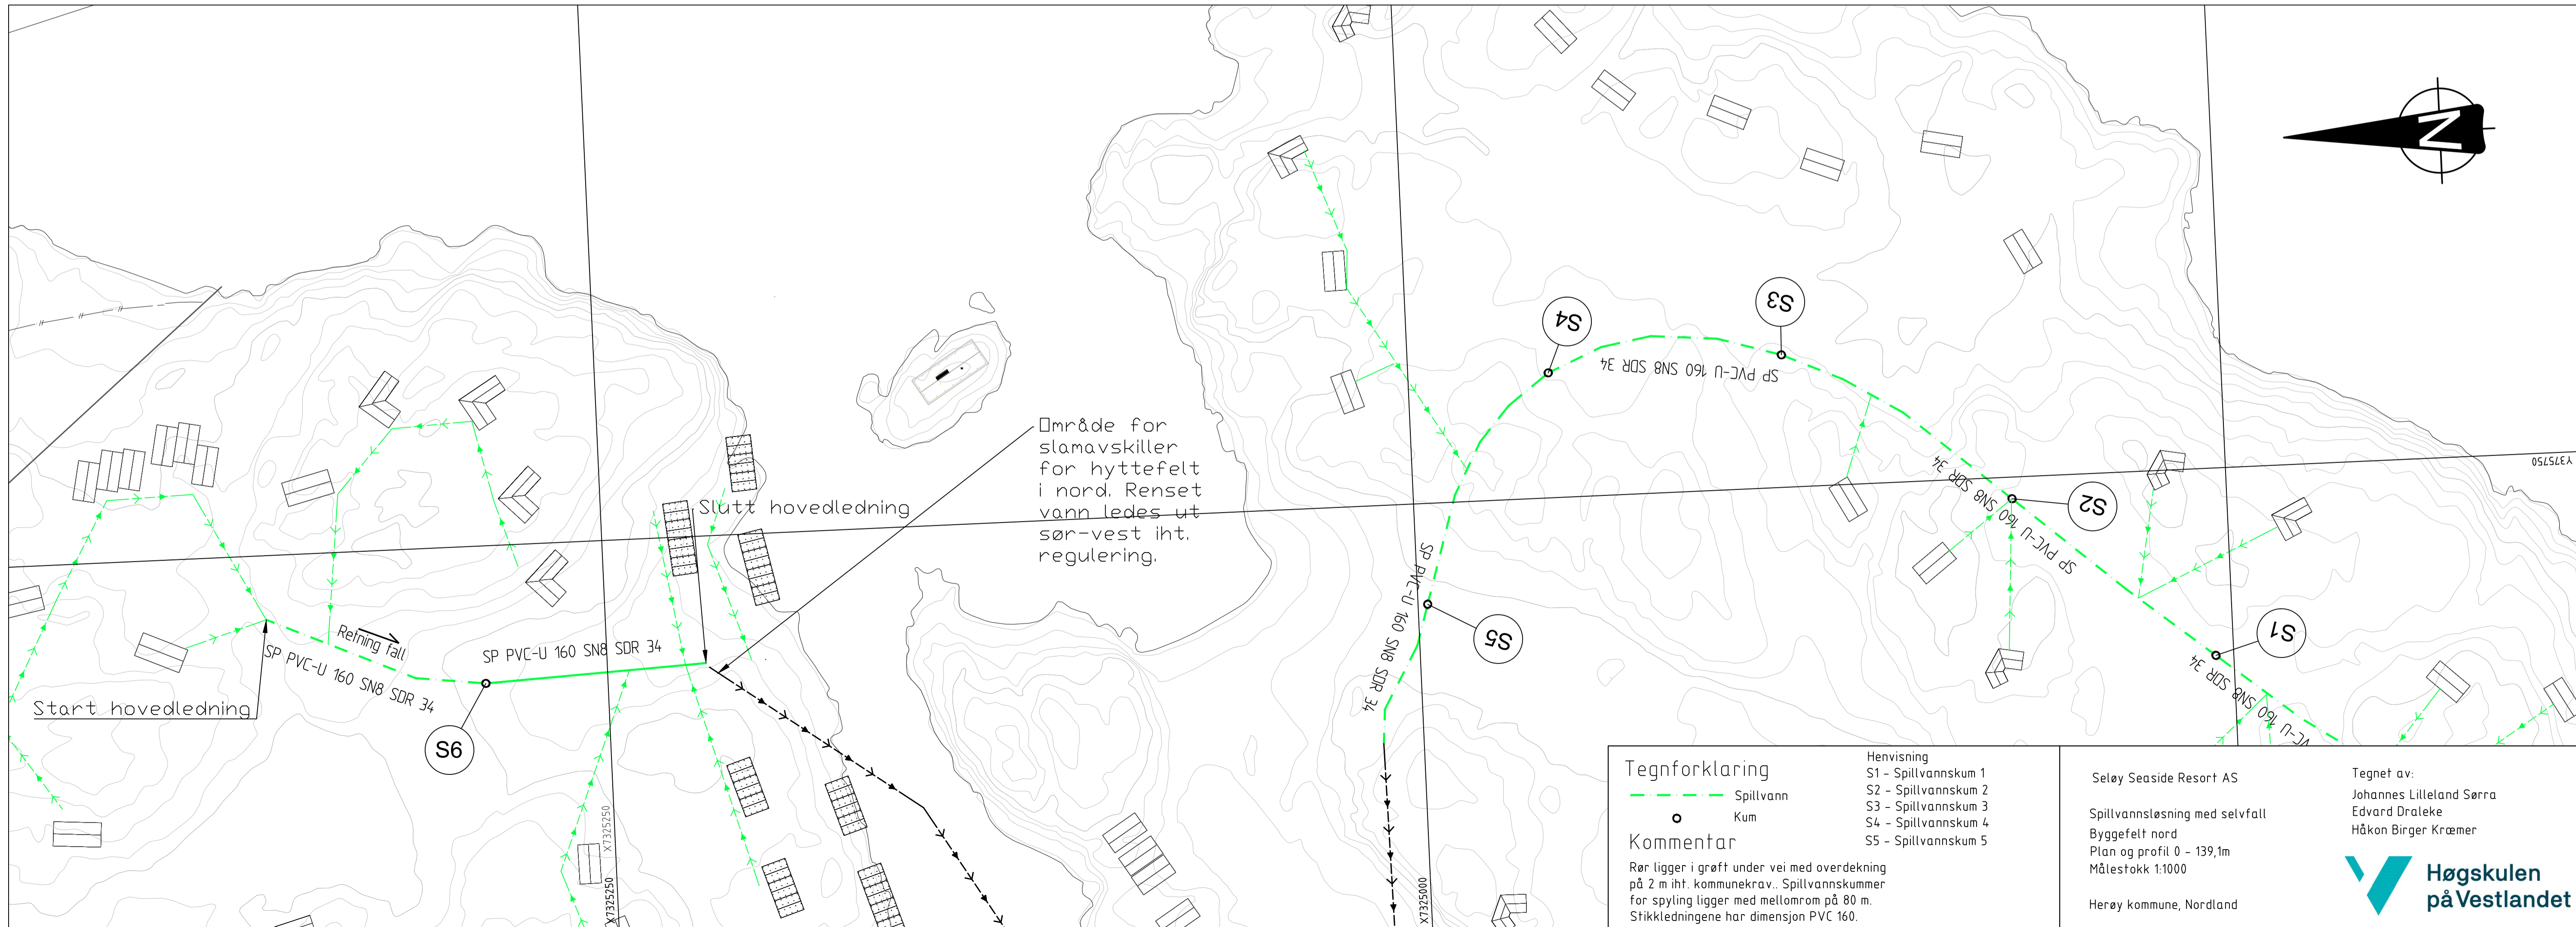 N
S4
S3
SP PVC-U 160 SN8 SDR 34
Område for
slamavskiller
for hyttefelt
i nord. Renset
vann ledes ut
sør-vest iht.
regulering.
Slutt hovedledning
Y375750
SP PVC-U 160 SN8 SDR 34
S2
SP PVC-U 160 SN8 SDR 34
S5
S1
Retning fall
SP PVC-U 160 SN8 SDR 34
SP PVC-U 160 SN8 SDR 34
Start hovedledning
S6
VC-U 160 SN8 SDR 34
X7325250
X7325250
X7325000
Tegnforklaring
Spillvann
Kum
Kommentar
Rør ligger i grøft under vei med overdekning
på 2 m iht. kommunekrav.. Spillvannskummer
for spyling ligger med mellomrom på 80 m.
Stikkledningene har dimensjon PVC 160.
Henvisning
S1 - Spillvannskum 1
S2 - Spillvannskum 2
S3 - Spillvannskum 3
S4 - Spillvannskum 4
S5 - Spillvannskum 5
Seløy Seaside Resort AS
Spillvannsløsning med selvfall
Byggefelt nord
Plan og profil 0 - 139,1m
Målestokk 1:1000
Herøy kommune, Nordland
Tegnet av:
Johannes Lilleland Sørra
Edvard Draleke
Håkon Birger Kræmer
Høgskulen
på Vestlandet